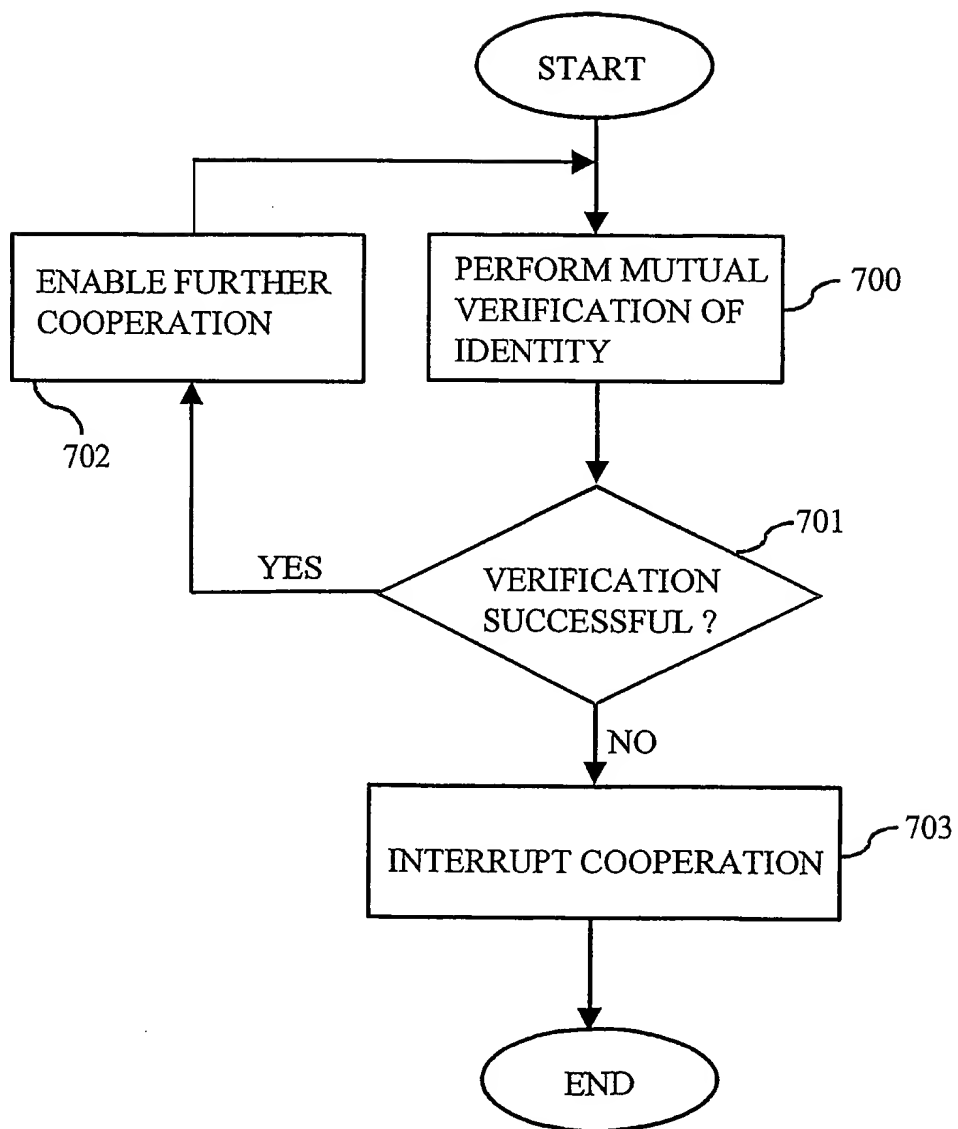 START
ENABLE FURTHER
COOPERATION
702
PERFORM MUTUAL
VERIFICATION OF
IDENTITY
700
VERIFICATION
SUCCESSFUL ?
701
YES
NO
INTERRUPT COOPERATION
703
END